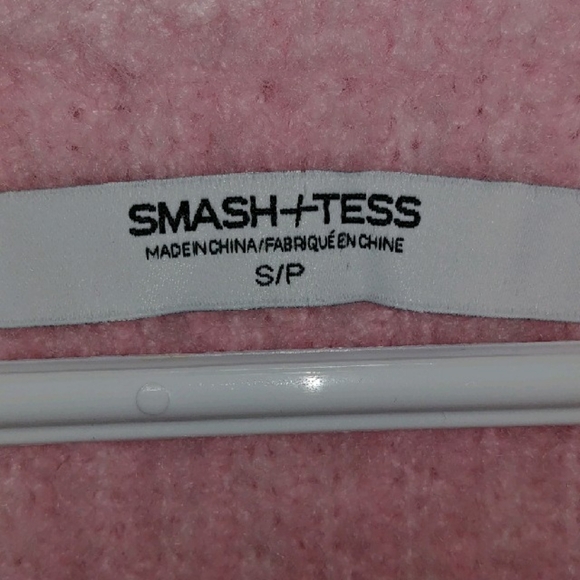 SMASH+TESS
MADE IN CHINA/FABRIQUÉ EN CHINE
S/P